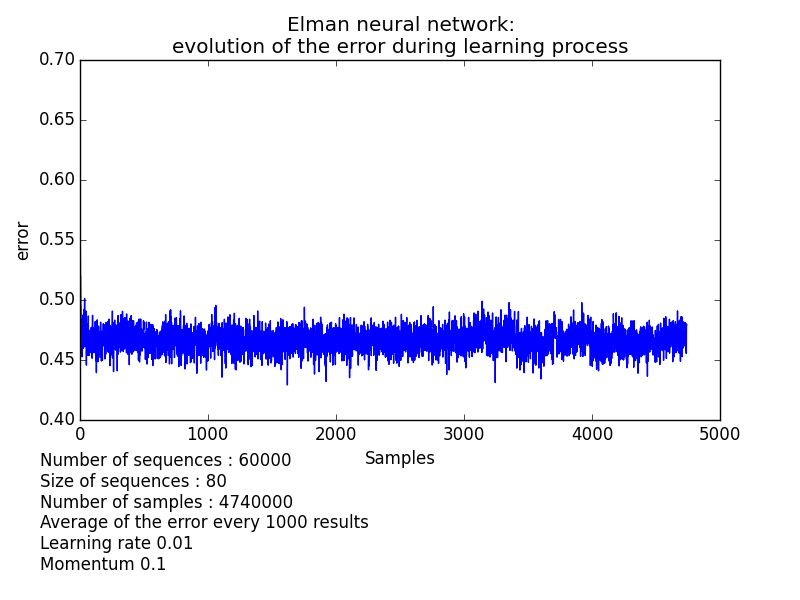 Elman neural network:
evolution of the error during learning process
0.70
0.65
0.60
0.55
0.50
0.45
0.40
error
0 1000 2000 3000 4000 5000
Samples
Number of sequences : 60000
Size of sequences : 80
Number of samples : 4740000
Average of the error every 1000 results
Learning rate 0.01
Momentum 0.1